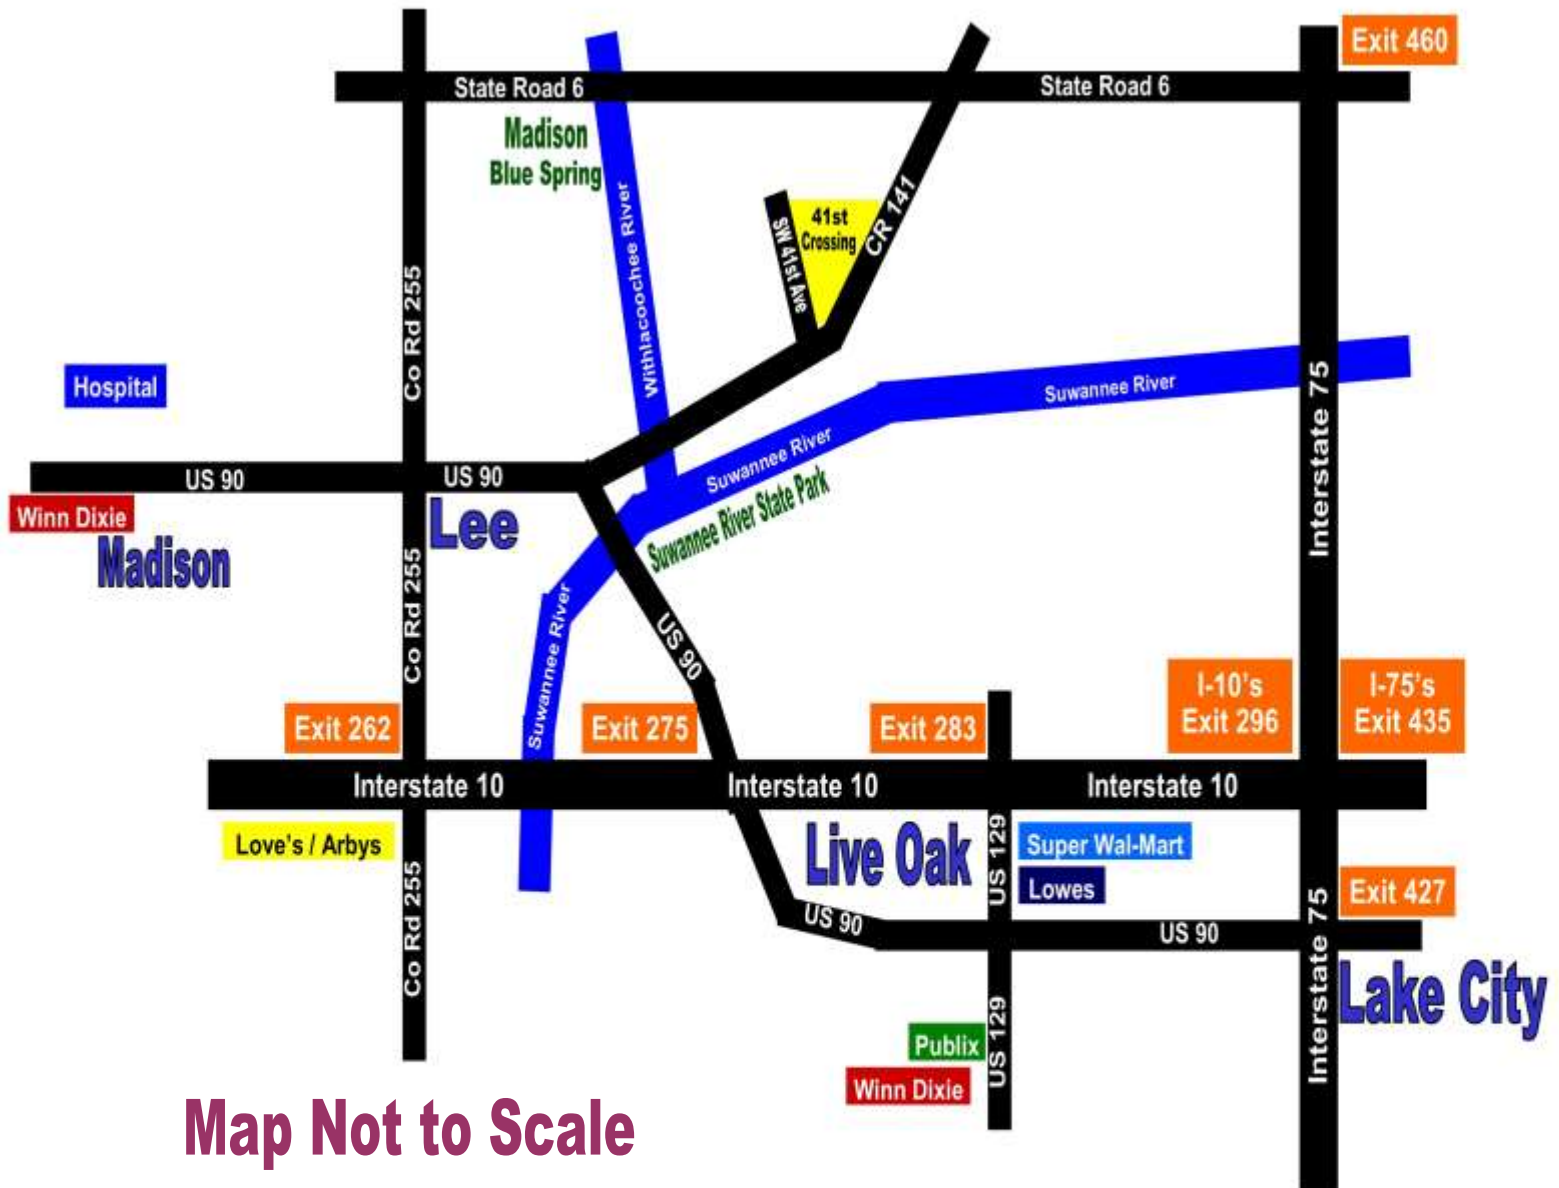 Exit 460
State Road 6
State Road 6
Madison
Blue Spring
Withlacoochee River
41st
Crossing
SW 41st Ave
CR 141
Co Rd 255
Hospital
Suwannee River
Interstate 75
US 90
US 90
Suwannee River
Suwannee River State Park
Winn Dixie
Madison
Lee
Co Rd 255
Suwannee River
US 90
I-10's
Exit 296
I-75's
Exit 435
Exit 262
Exit 275
Exit 283
Interstate 10
Interstate 10
Interstate 10
Love's / Arbys
Live Oak
US 129
Super Wal-Mart
Lowes
Exit 427
Co Rd 255
US 90
US 90
Interstate 75
Lake City
Publix
US 129
Winn Dixie
Map Not to Scale